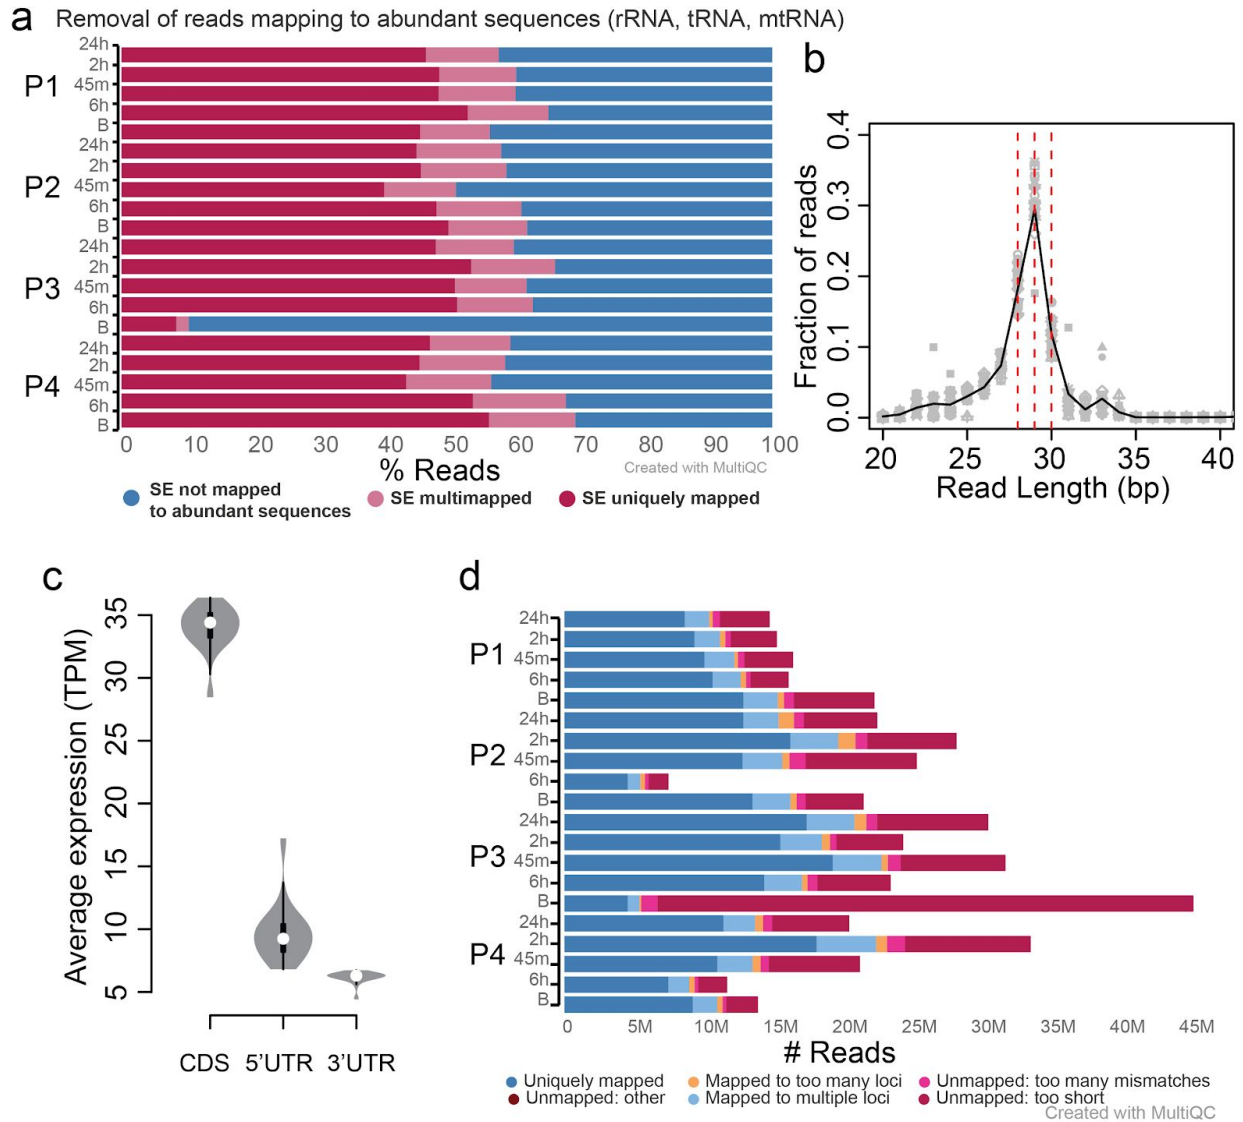 a Removal of reads mapping to abundant sequences (rRNA, tRNA, mtRNA)
P1
24h
2h
45m
6h
B
P2
24h
2h
45m
6h
B
P3
24h
2h
45m
6h
B
P4
24h
2h
45m
6h
B
0 10 20 30 40 50 60 70 80 90 100
% Reads
Created with MultiQC
SE not mapped
to abundant sequences
SE multimapped
SE uniquely mapped
b
Fraction of reads
0.4
0.3
0.2
0.1
0.0
20 25 30 35 40
Read Length (bp)
c
Average expression (TPM)
35
30
25
20
15
10
5
CDS 5'UTR 3'UTR
d
P1
24h
2h
45m
6h
B
P2
24h
2h
45m
6h
B
P3
24h
2h
45m
6h
B
P4
24h
2h
45m
6h
B
0 5M 10M 15M 20M 25M 30M 35M 40M 45M
# Reads
Uniquely mapped Mapped to too many loci Unmapped: too many mismatches
Unmapped: other Mapped to multiple loci Unmapped: too short
Created with MultiQC